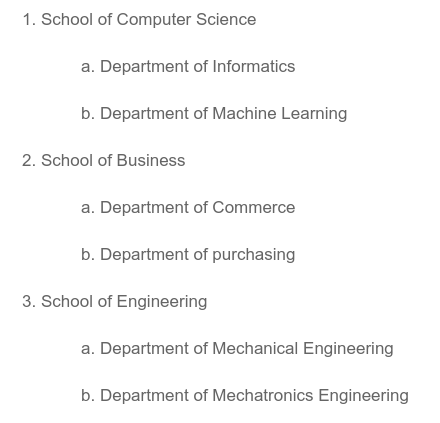 1. School of Computer Science
a. Department of Informatics
b. Department of Machine Learning
2. School of Business
a. Department of Commerce
b. Department of purchasing
3. School of Engineering
a. Department of Mechanical Engineering
b. Department of Mechatronics Engineering